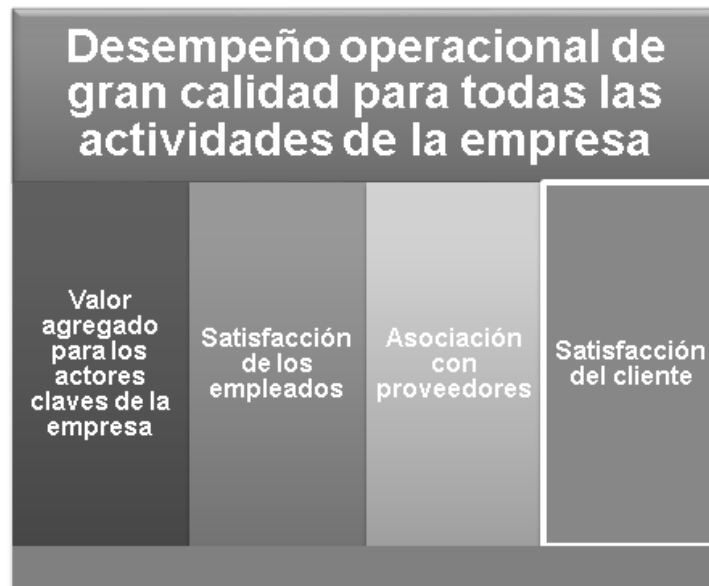 Desempeño operacional de
gran calidad para todas las
actividades de la empresa
Valor
agregado
para los
actores
claves de la
empresa
Satisfacción
de los
empleados
Asociación
con
proveedores
Satisfacción
del cliente